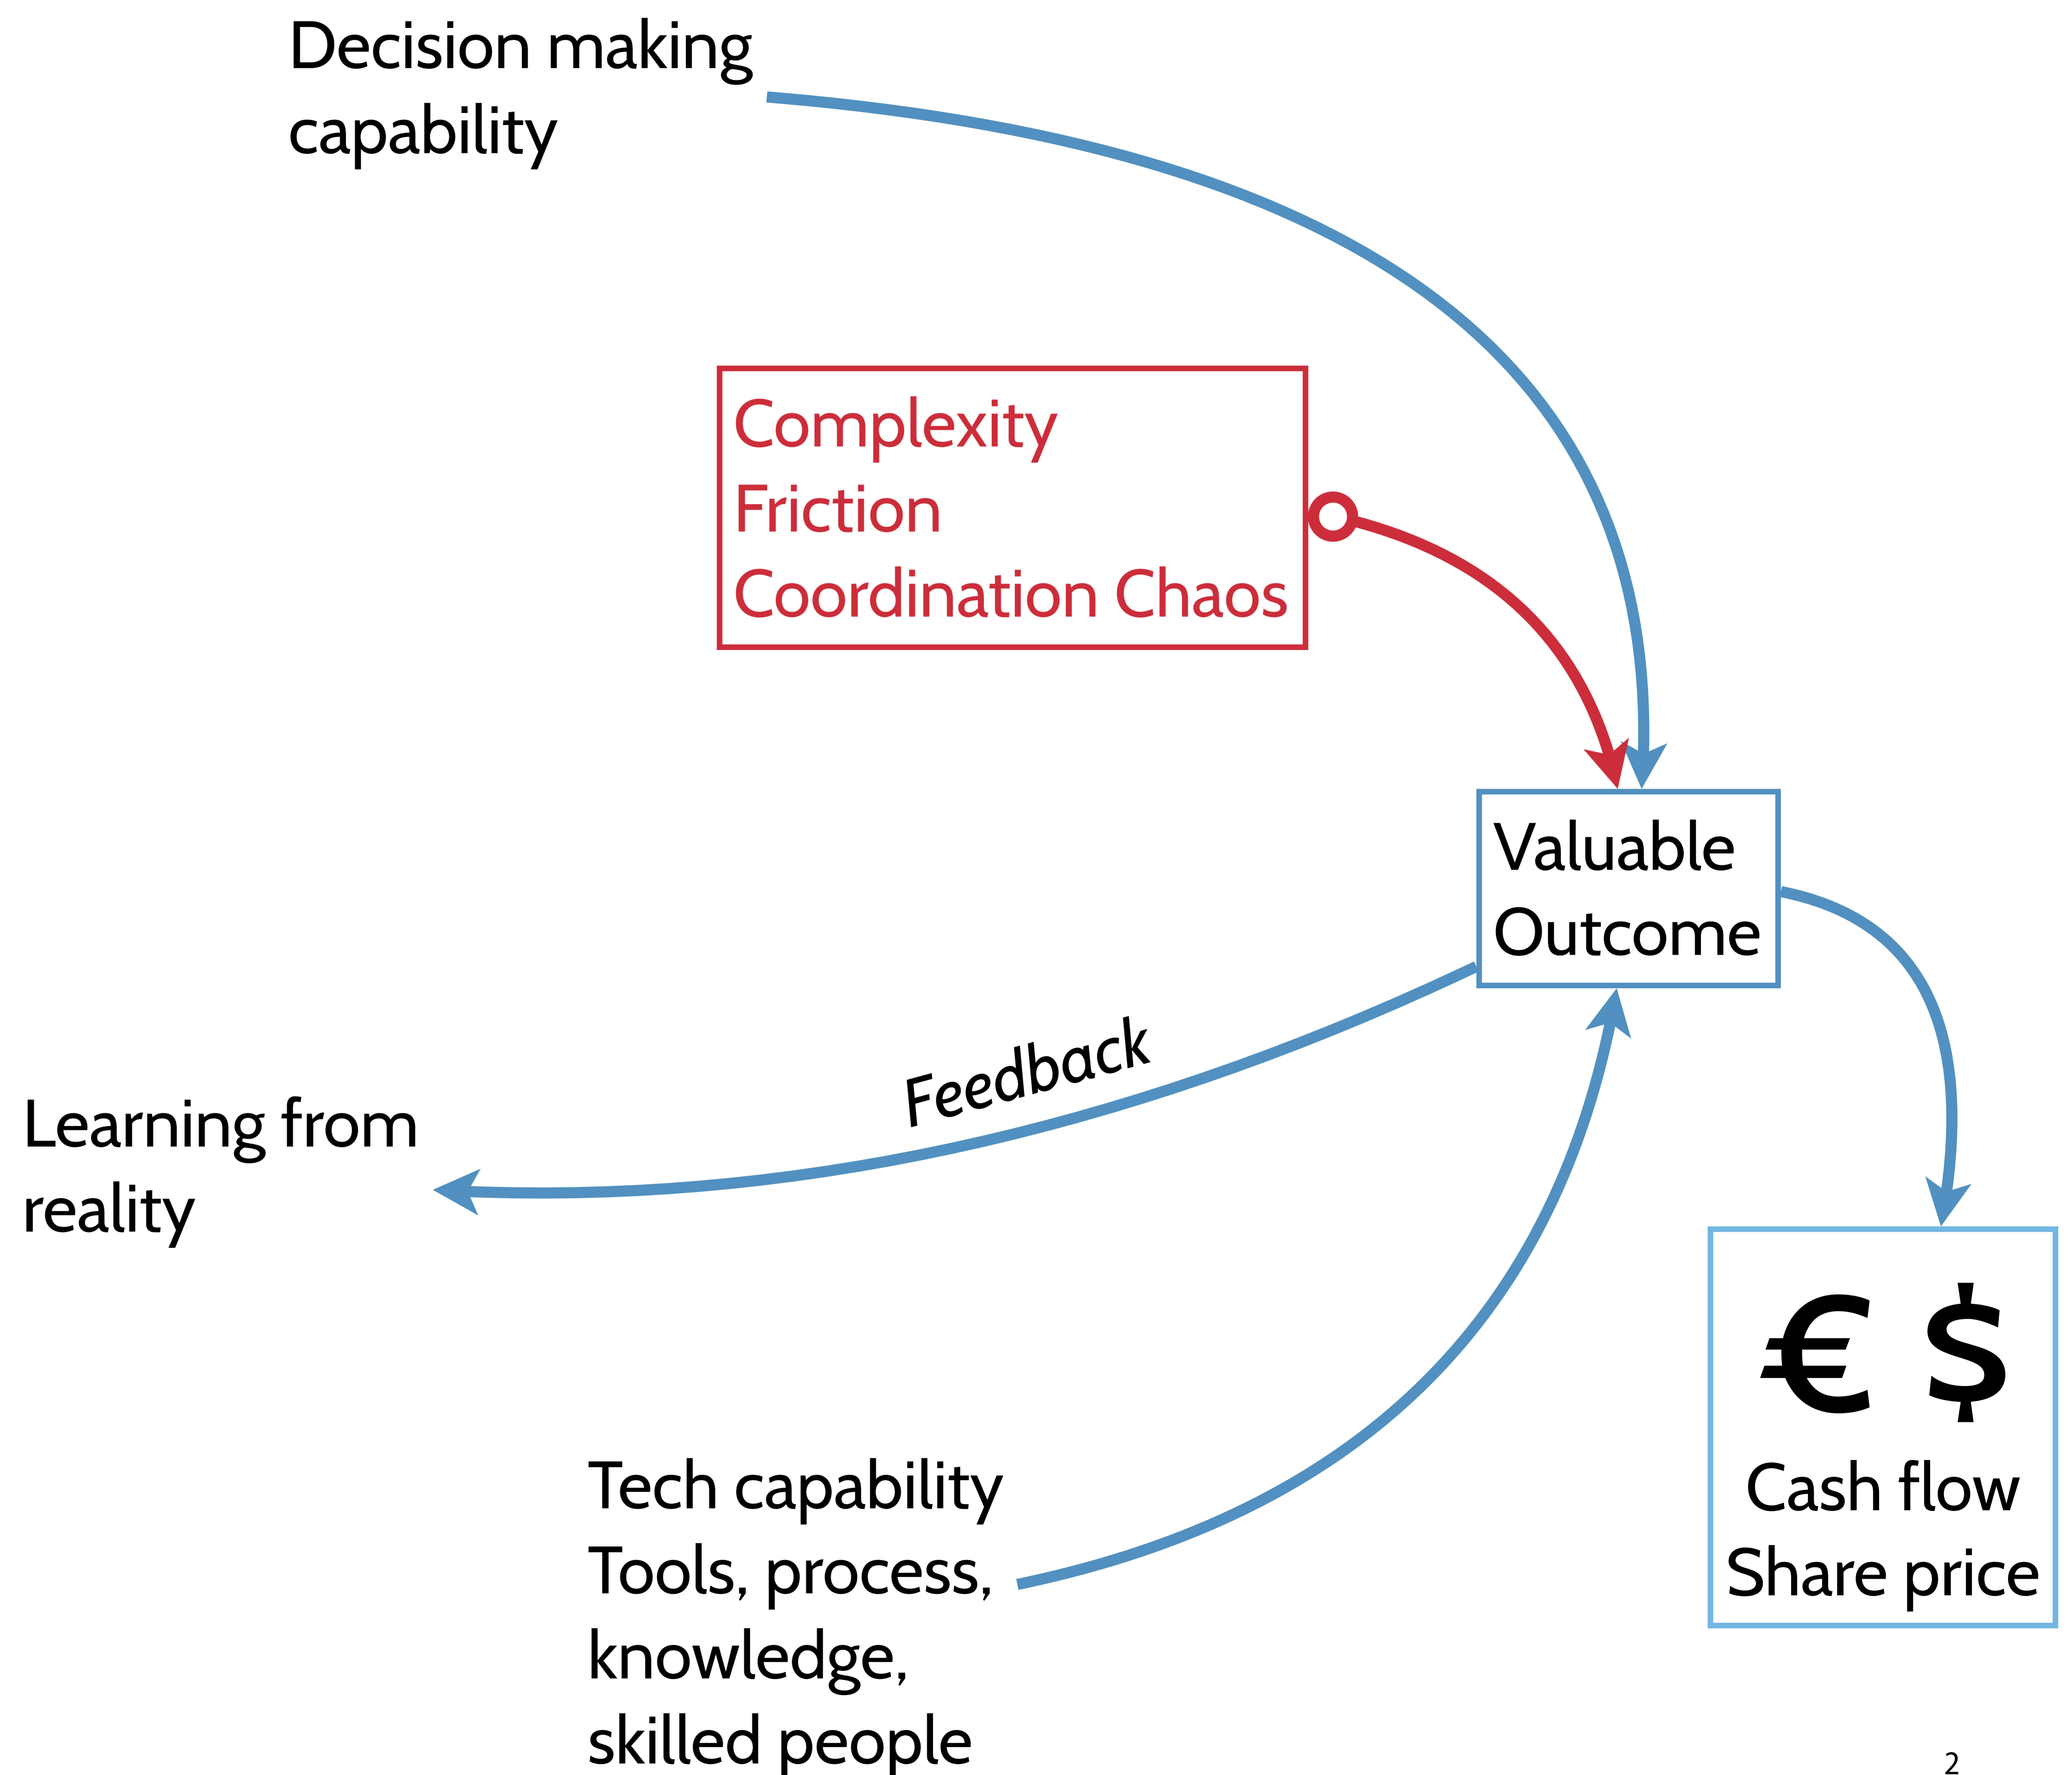 Decision making
capability
Complexity
Friction
Coordination Chaos
Valuable
Outcome
Feedback
Learning from
reality
€ $
Cash flow
Share price
Tech capability
Tools, process,
knowledge,
skilled people
2